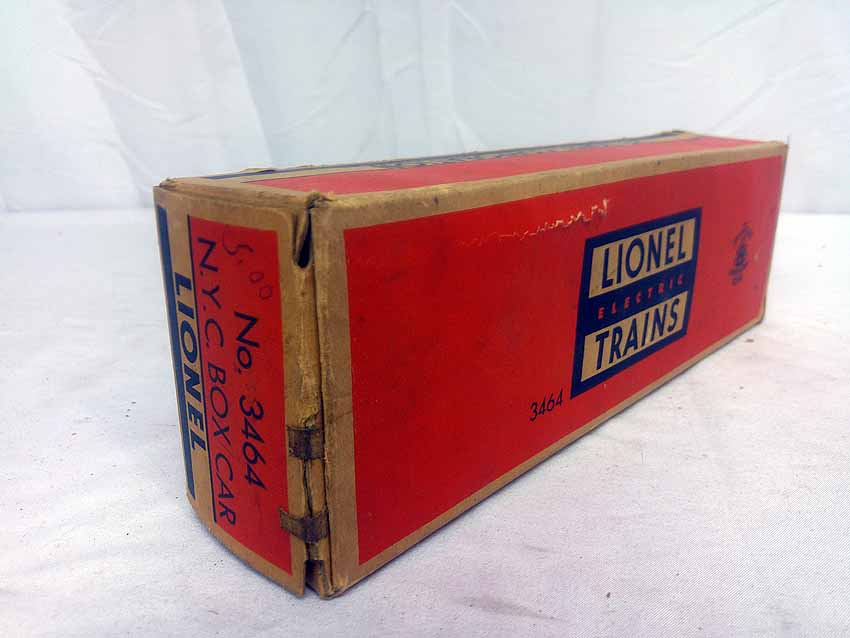 5.00
No. 3464
N.Y.C. BOX CAR
LIONEL
LIONEL
ELECTRIC
TRAINS
3464